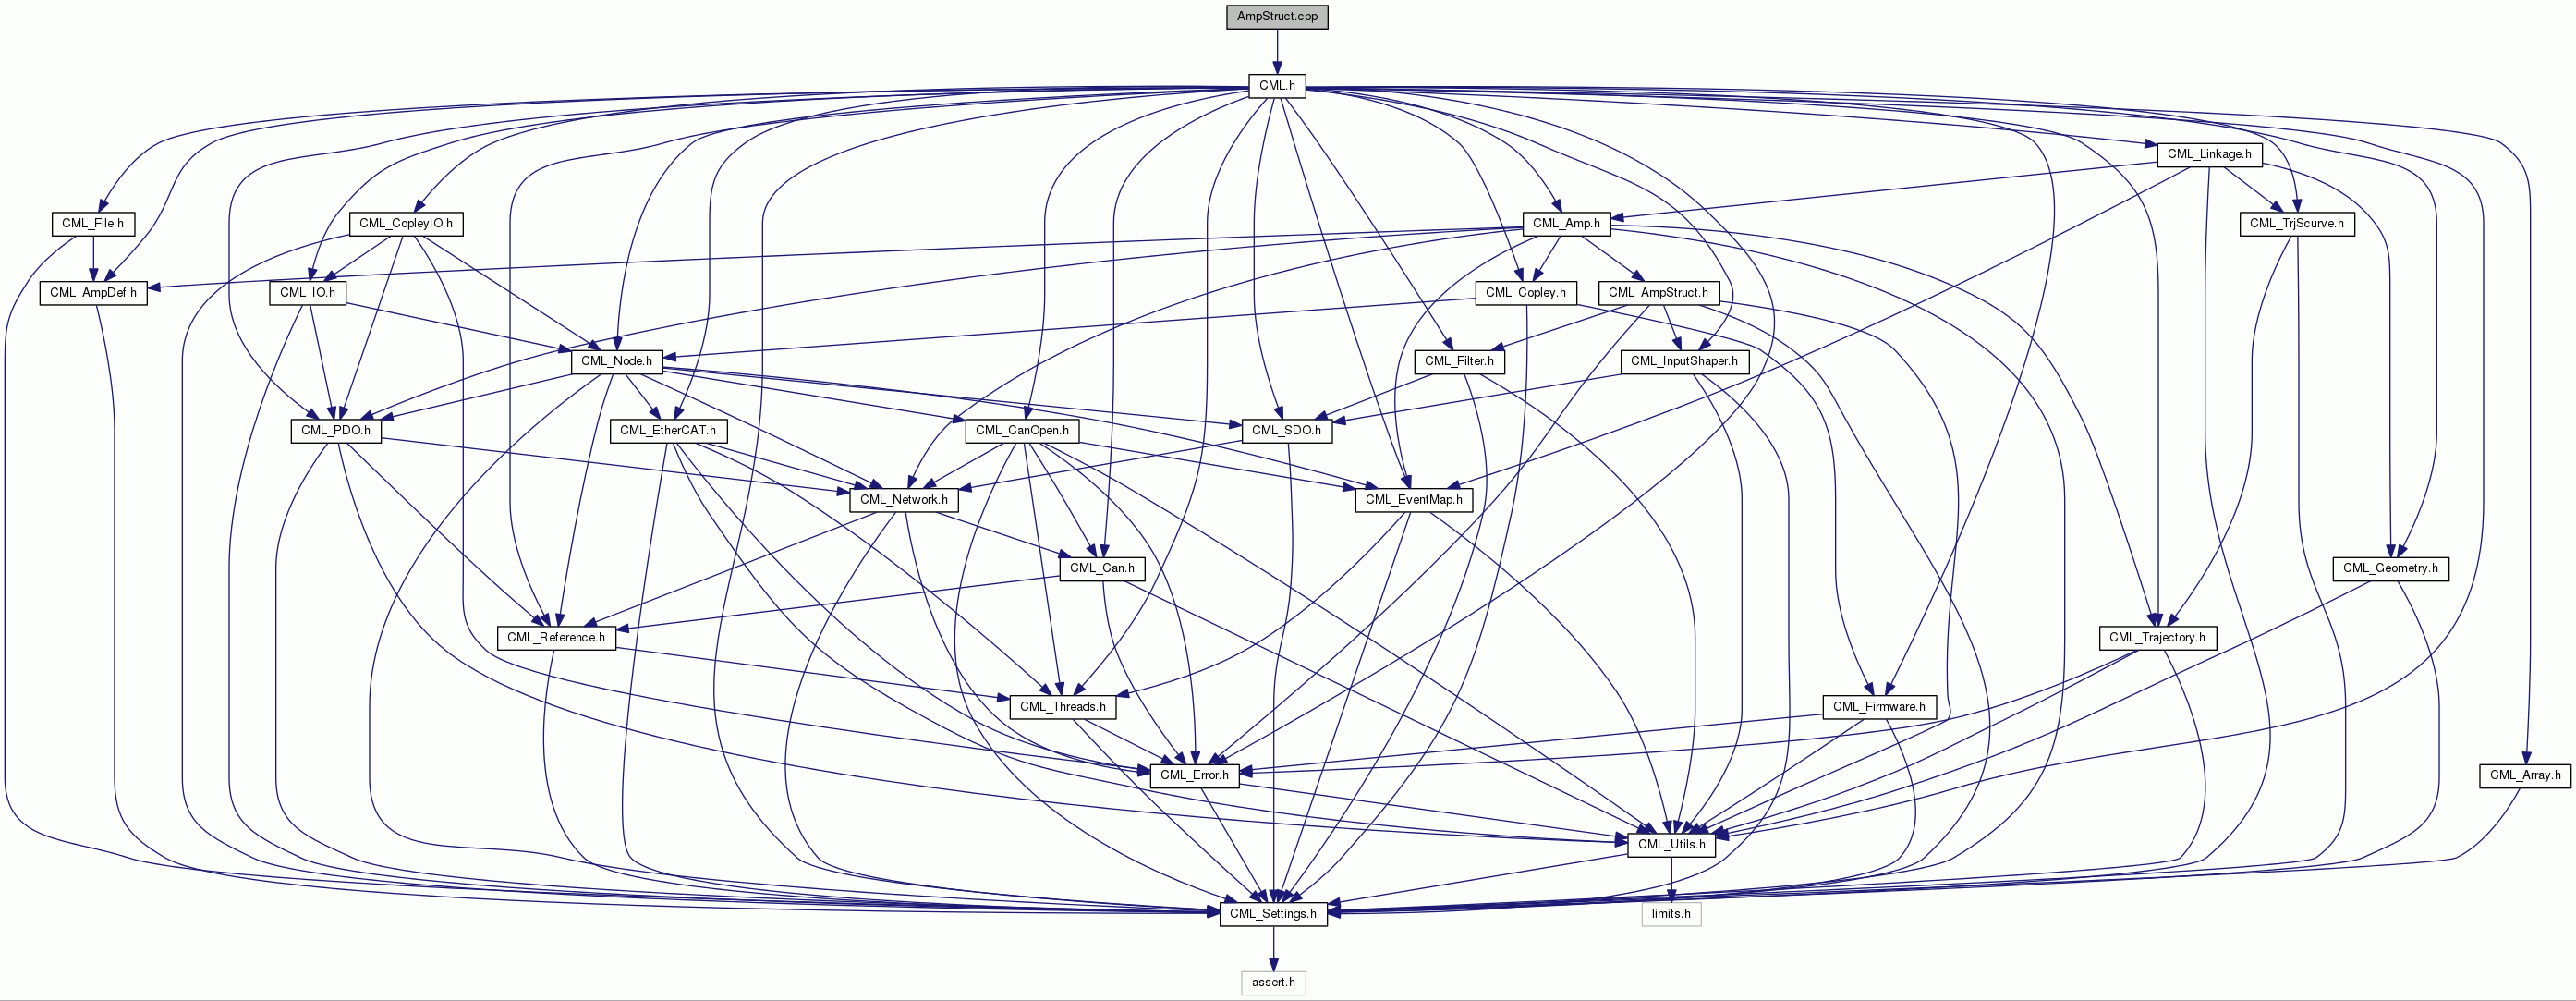 AmpStruct.cpp
CML.h
CML_Linkage.h
CML_File.h
CML_CopleyIO.h
CML_Amp.h
CML_TrjScurve.h
CML_AmpDef.h
CML_IO.h
CML_Copley.h
CML_AmpStruct.h
CML_Node.h
CML_Filter.h
CML_InputShaper.h
CML_PDO.h
CML_EtherCAT.h
CML_CanOpen.h
CML_SDO.h
CML_Network.h
CML_EventMap.h
CML_Can.h
CML_Geometry.h
CML_Reference.h
CML_Trajectory.h
CML_Threads.h
CML_Firmware.h
CML_Error.h
CML_Array.h
CML_Utils.h
CML_Settings.h
limits.h
assert.h